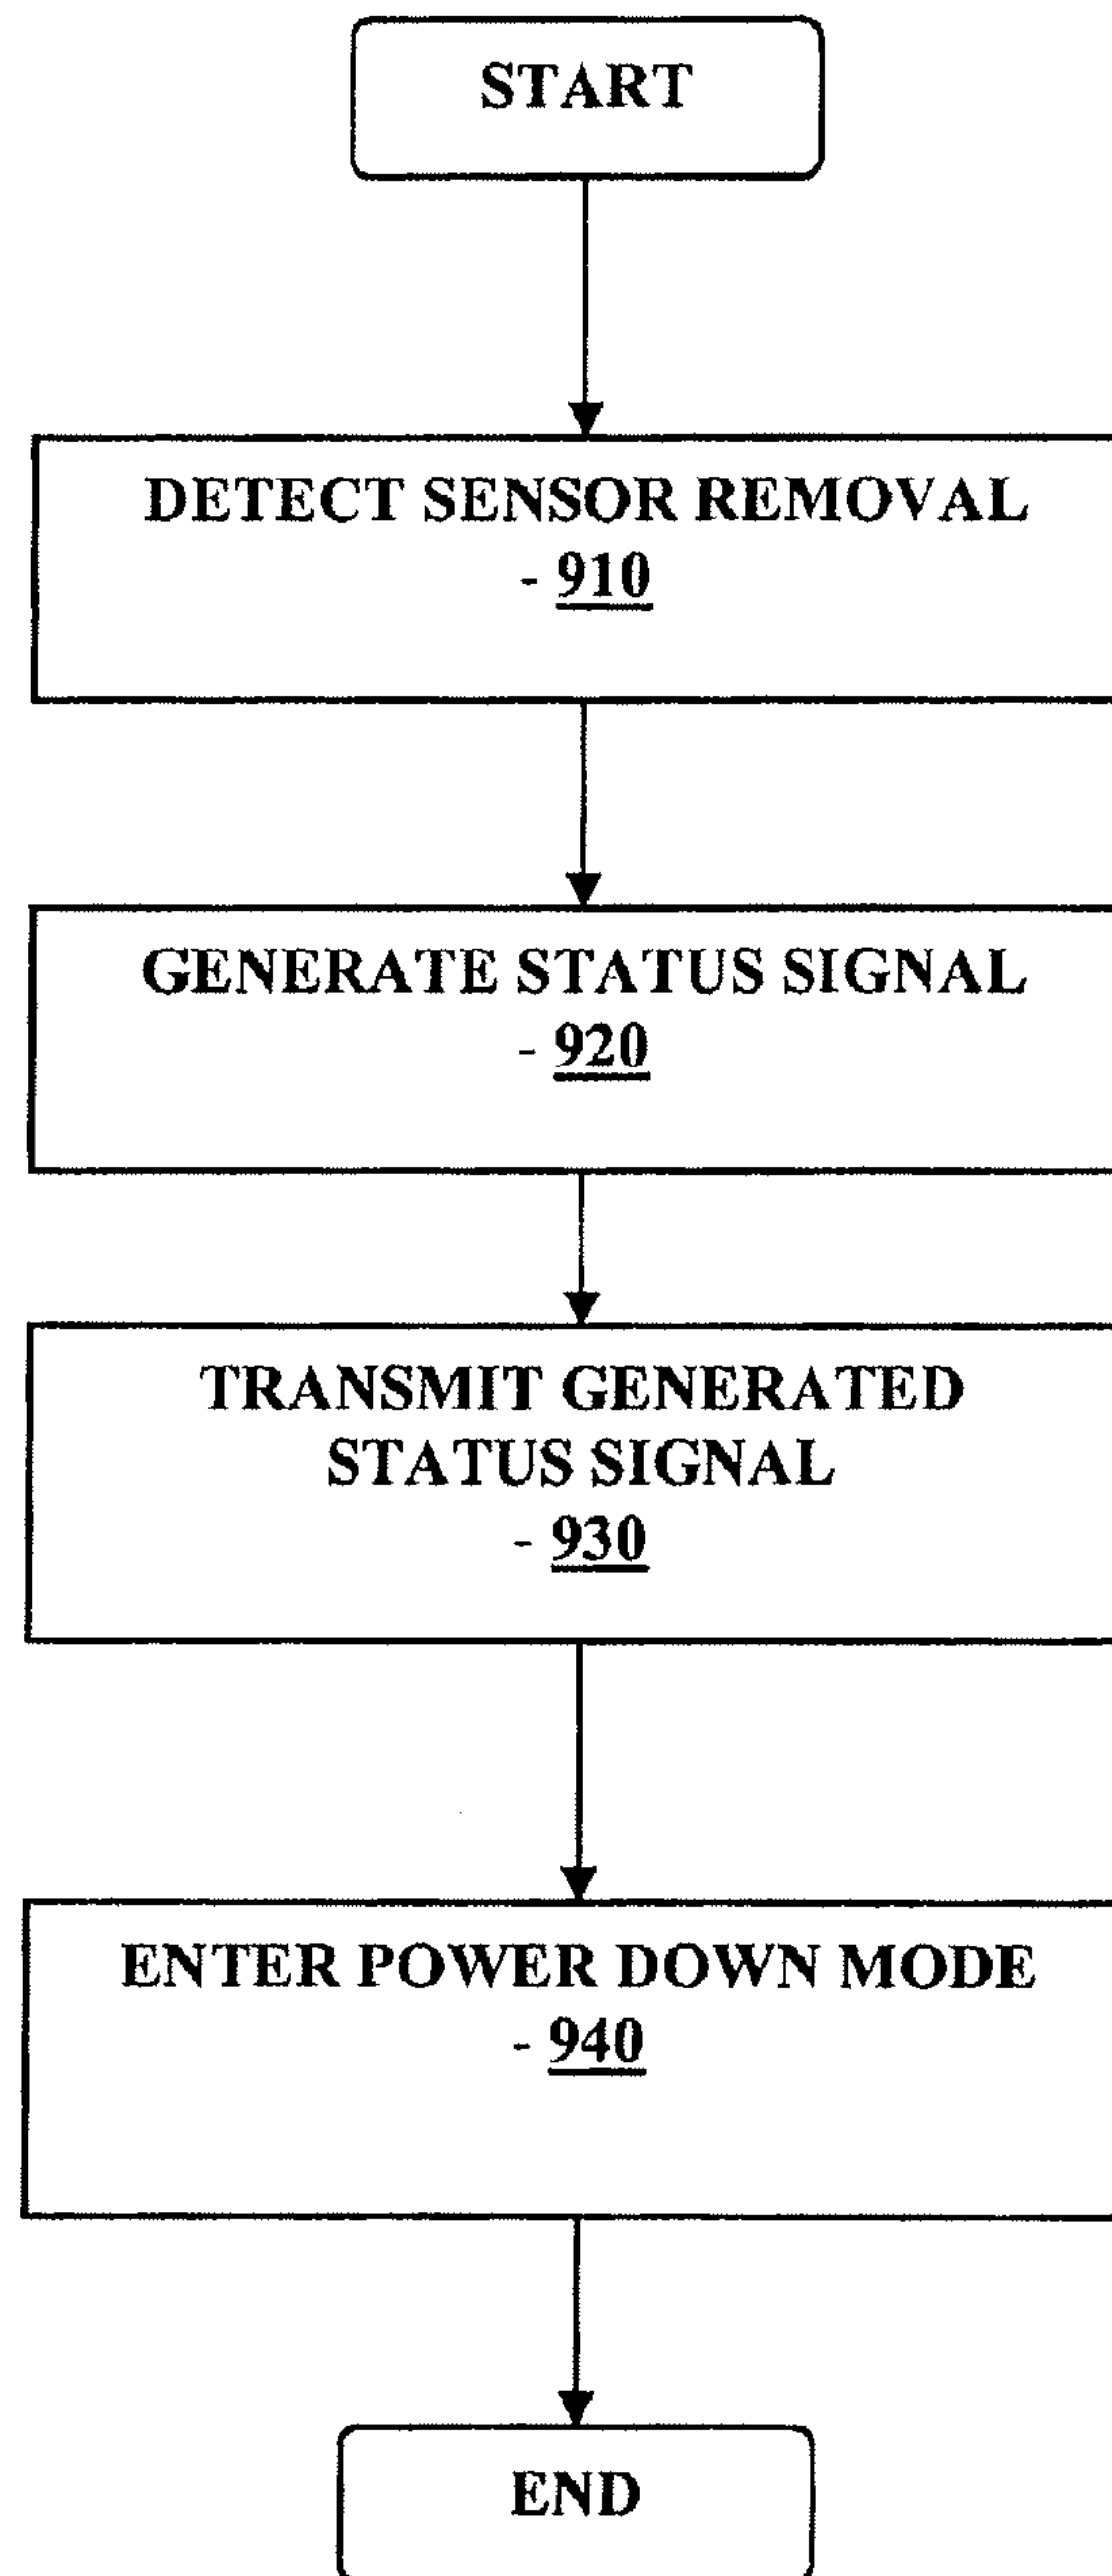 START
DETECT SENSOR REMOVAL
- 910
GENERATE STATUS SIGNAL
- 920
TRANSMIT GENERATED
STATUS SIGNAL
- 930
ENTER POWER DOWN MODE
- 940
END